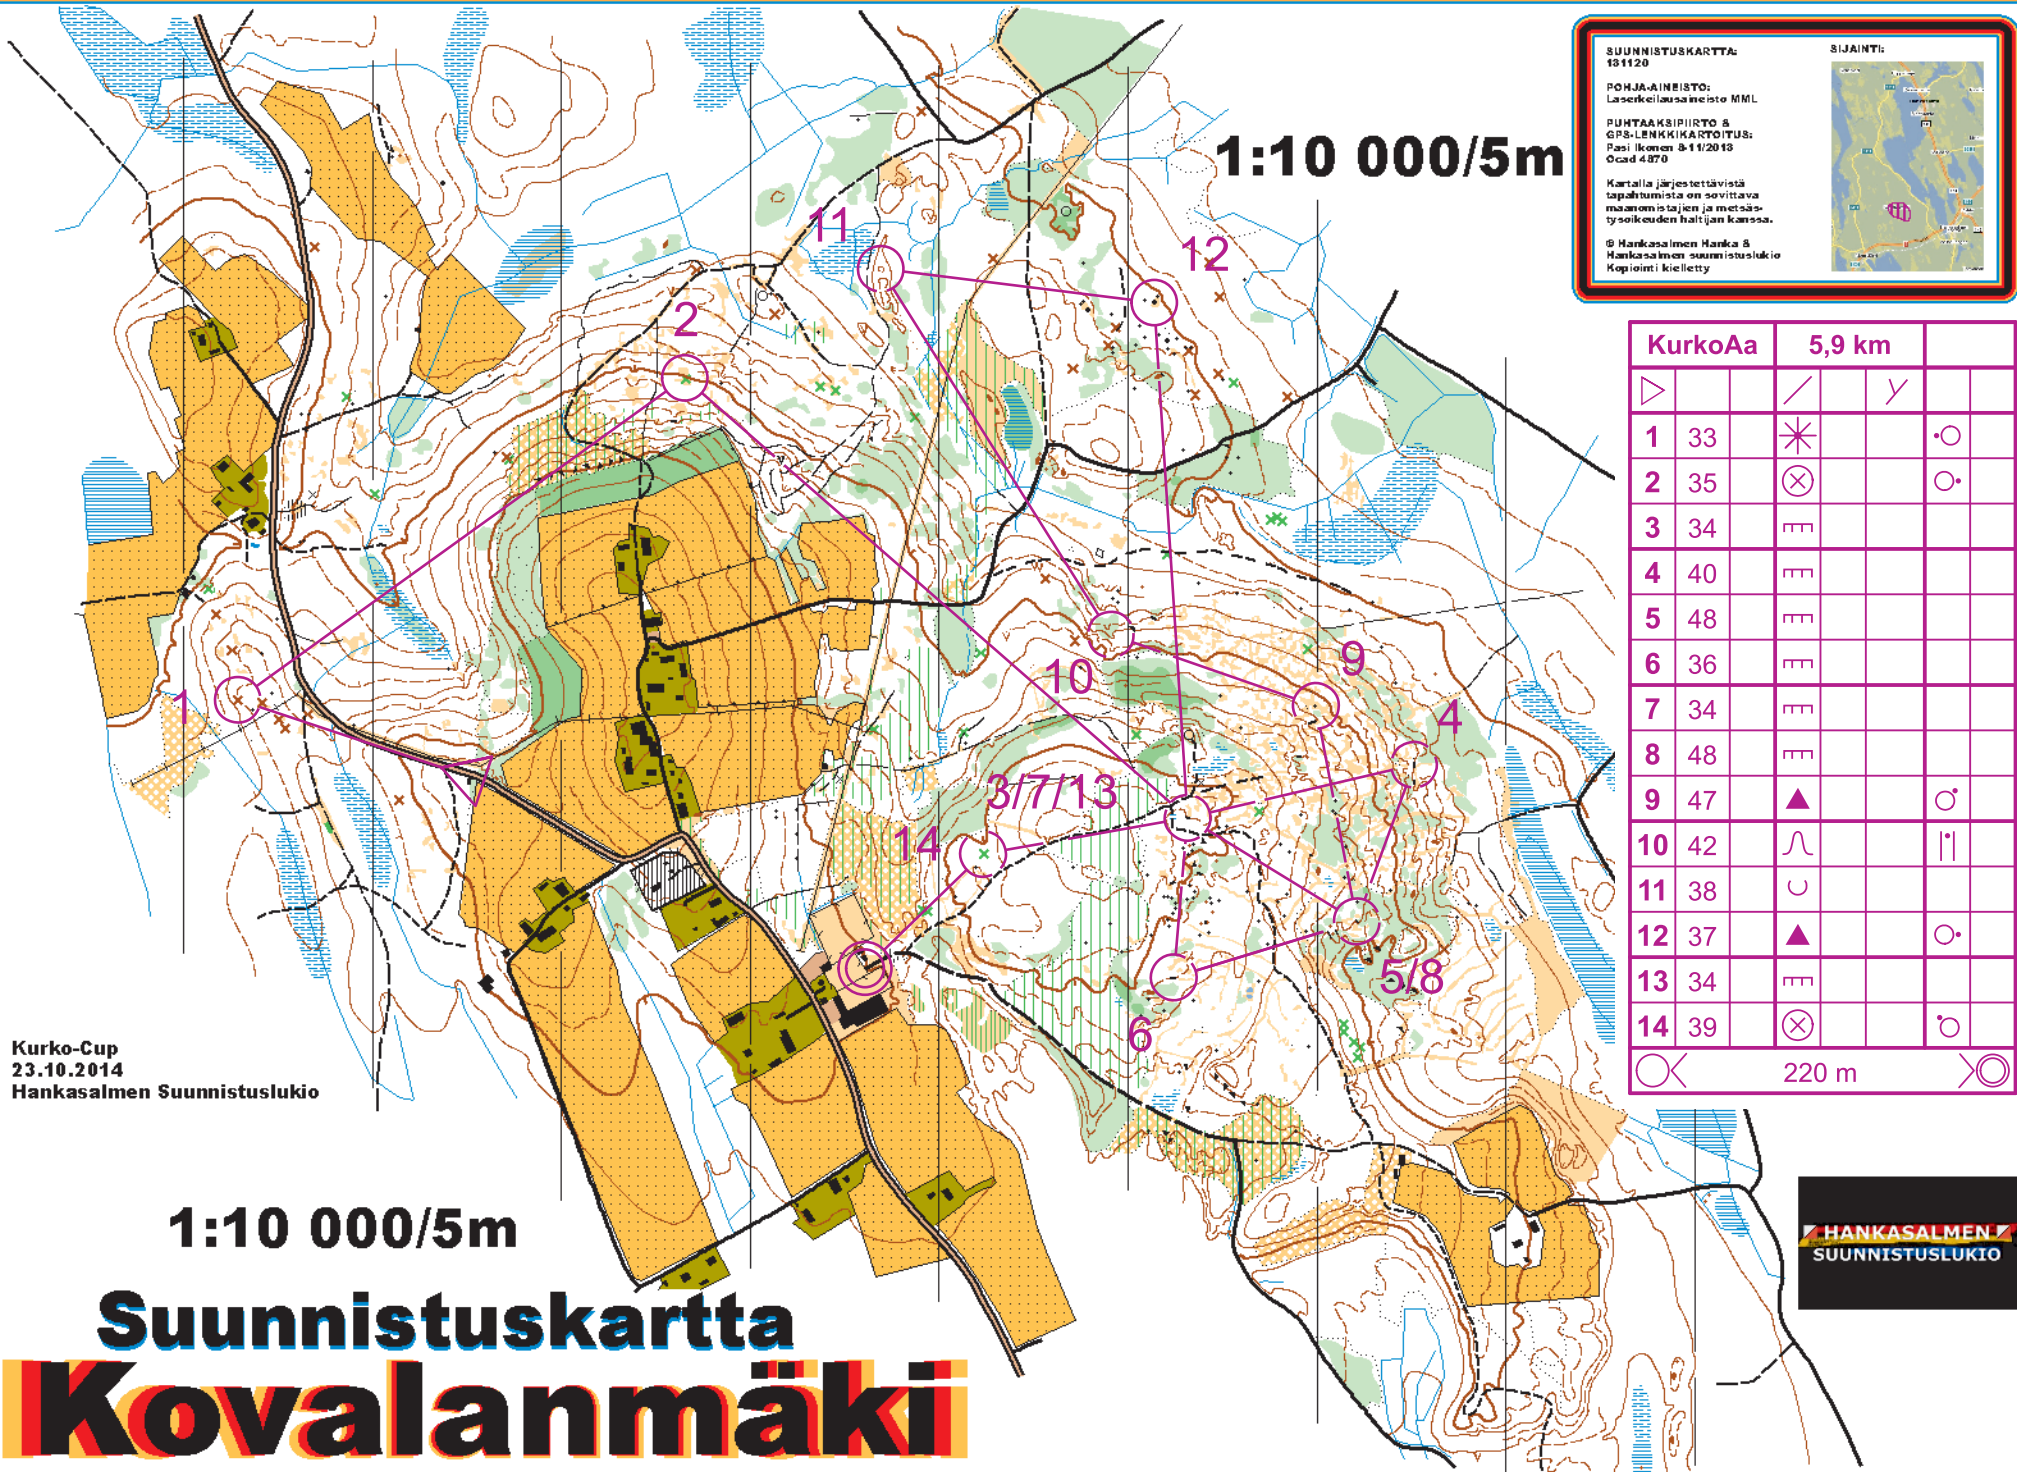 1:10 000/5m
SUUNNISTUSKARTTA:
131120
POHJA-AINEISTO:
Laserkeilausaineisto MML
PUHTAAKSIPIIRTO &
GPS-LENKKIKARTOITUS:
Pasi Ikonen 8-11/2013
Ocad 4870
Kartalla järjestettävistä
tapahtumista on sovittava
maanomistajien ja metsäs-
tysoikeuden haltijan kanssa.
© Hankasalmen Hanka &
Hankasalmen suunnistuslukio
Kopiointi kielletty
SIJAINTI:
KurkoAa 5,9 km
1 33
2 35
3 34
4 40
5 48
6 36
7 34
8 48
9 47
10 42
11 38
12 37
13 34
14 39
220 m
11
12
2
9
10
4
1
3/7/13
14
5/8
6
Kurko-Cup
23.10.2014
Hankasalmen Suunnistuslukio
1:10 000/5m
Suunnistuskartta
Kovalanmäki
HANKASALMEN
SUUNNISTUSLUKIO